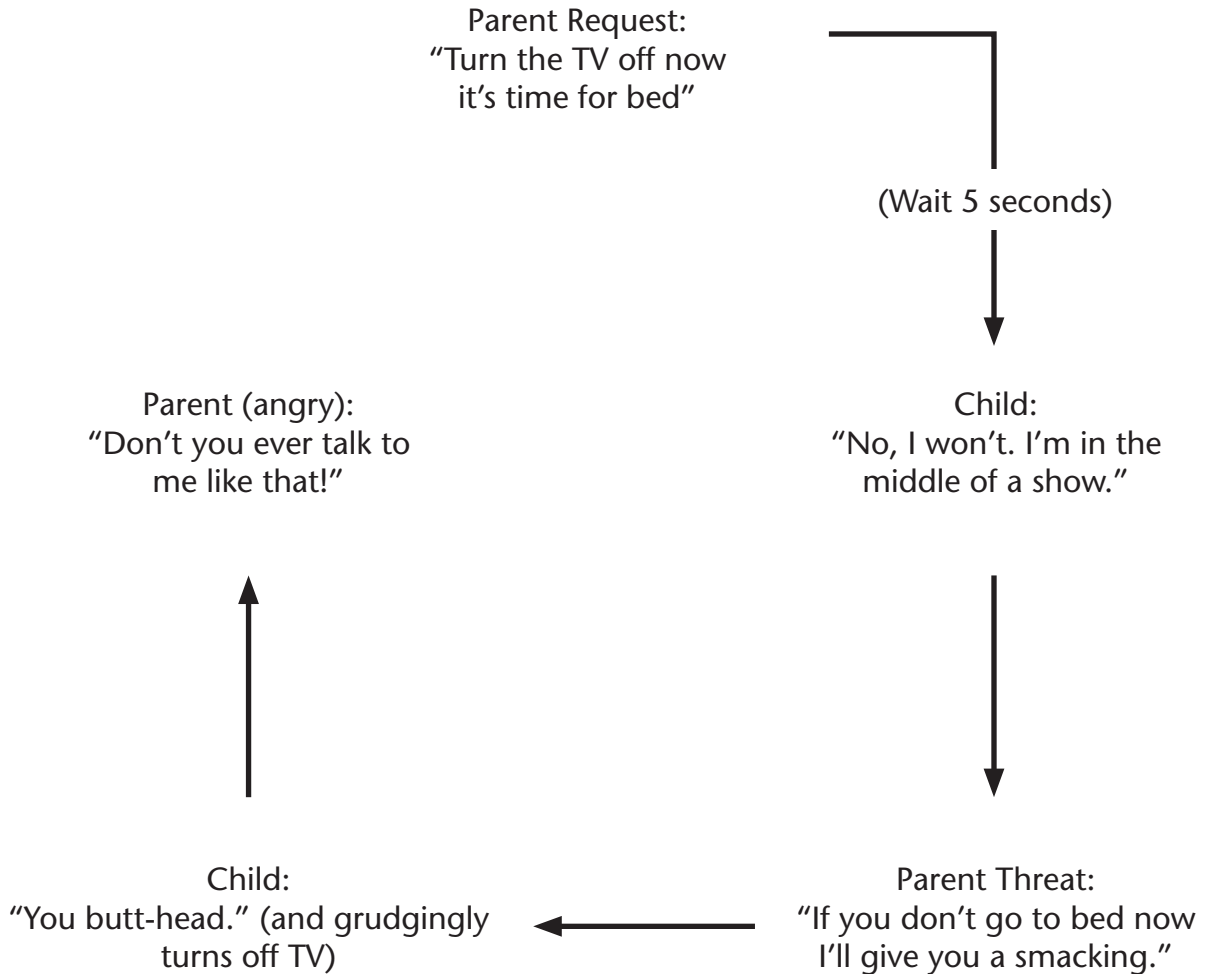 Parent Request:
“Turn the TV off now
it’s time for bed”
(Wait 5 seconds)
Child:
“No, I won’t. I’m in the
middle of a show.”
Parent Threat:
“If you don’t go to bed now
I’ll give you a smacking.”
Child:
“You butt-head.” (and grudgingly
turns off TV)
Parent (angry):
“Don’t you ever talk to
me like that!”